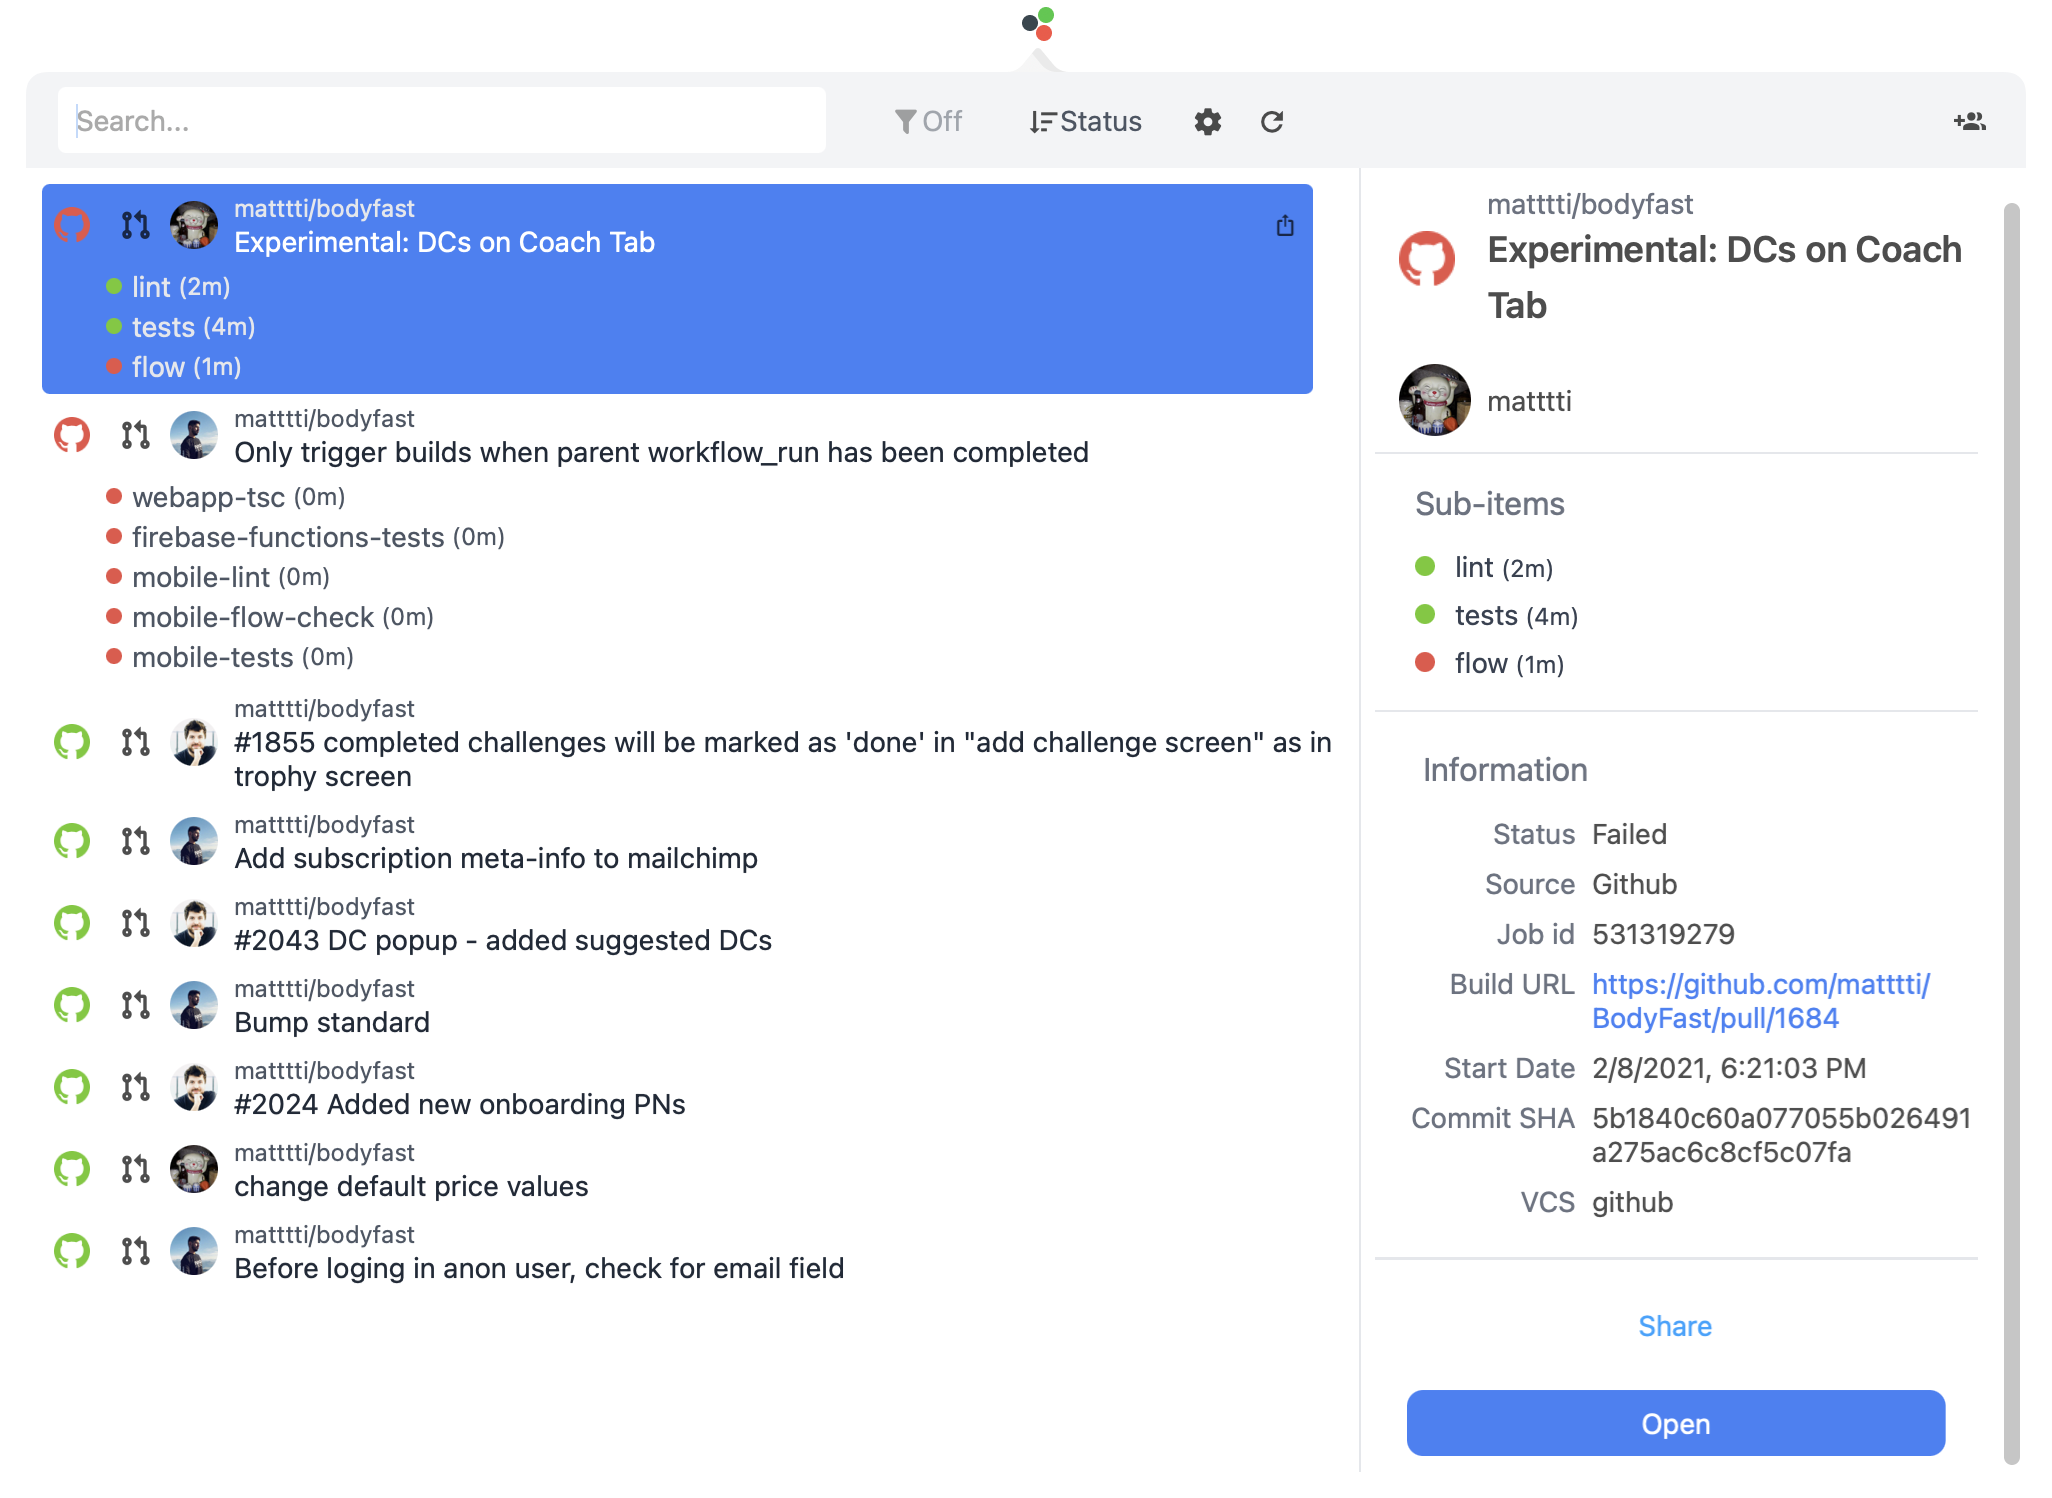 Search...
Off
Status
matttti/bodyfast
Experimental: DCs on Coach Tab
lint (2m)
tests (4m)
flow (1m)
matttti/bodyfast
Only trigger builds when parent workflow_run has been completed
webapp-tsc (0m)
firebase-functions-tests (0m)
mobile-lint (0m)
mobile-flow-check (0m)
mobile-tests (0m)
matttti/bodyfast
#1855 completed challenges will be marked as 'done' in "add challenge screen" as in
trophy screen
matttti/bodyfast
Add subscription meta-info to mailchimp
matttti/bodyfast
#2043 DC popup - added suggested DCs
matttti/bodyfast
Bump standard
matttti/bodyfast
#2024 Added new onboarding PNs
matttti/bodyfast
change default price values
matttti/bodyfast
Before loging in anon user, check for email field
matttti/bodyfast
Experimental: DCs on Coach
Tab
matttti
Sub-items
lint (2m)
tests (4m)
flow (1m)
Information
Status Failed
Source Github
Job id 531319279
Build URL https://github.com/matttti/
BodyFast/pull/1684
Start Date 2/8/2021, 6:21:03 PM
Commit SHA 5b1840c60a077055b026491
a275ac6c8cf5c07fa
VCS github
Share
Open